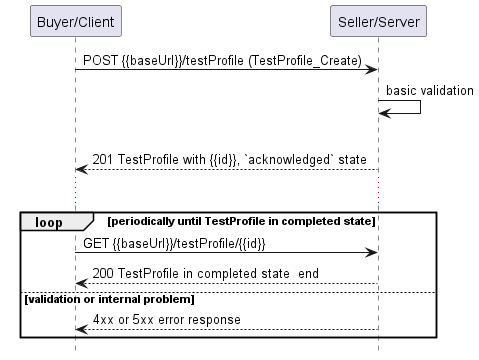 Buyer/Client
Seller/Server
POST {{baseUrl}}/testProfile (TestProfile_Create)
basic validation
201 TestProfile with {{id}}, `acknowledged` state
loop [periodically until TestProfile in completed state]
GET {{baseUrl}}/testProfile/{{id}}
200 TestProfile in completed state  end
[validation or internal problem]
4xx or 5xx error response